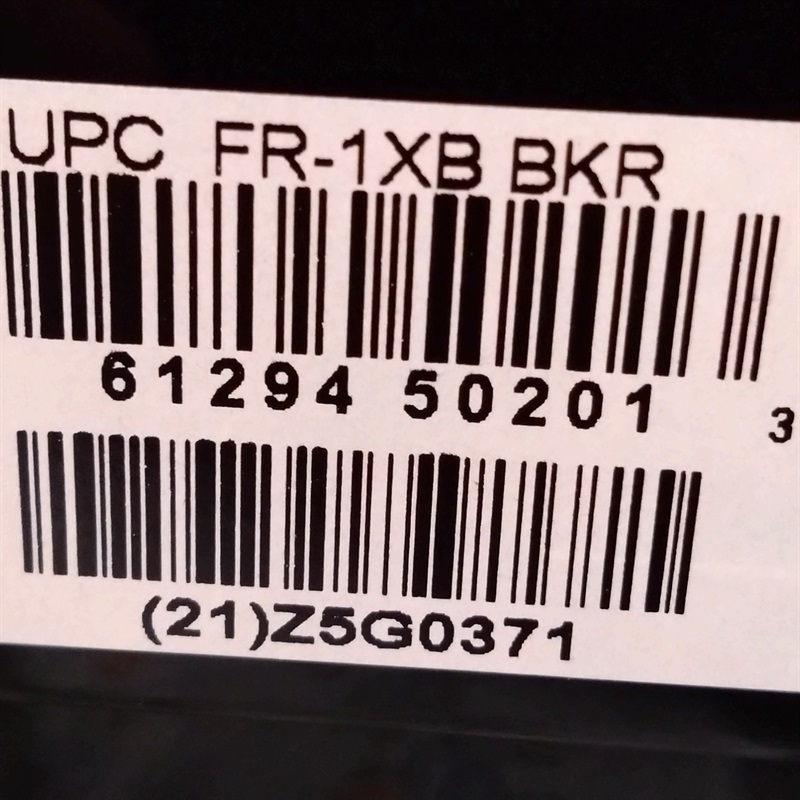 UPC FR-1XB BKR
61294 50201 3
(21)Z5G0371